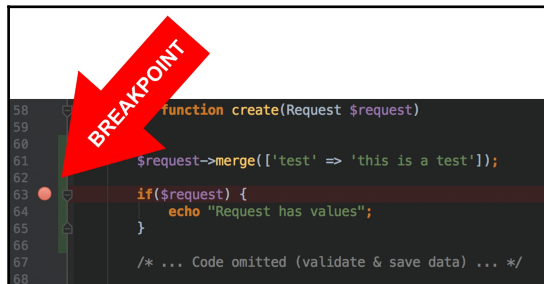 BREAKPOINT
58 function create(Request $request)
59
60
61 $request->merge(['test' => 'this is a test']);
62
63 if($request) {
64 echo "Request has values";
65 }
66
67 /* ... Code omitted (validate & save data) ... */
68